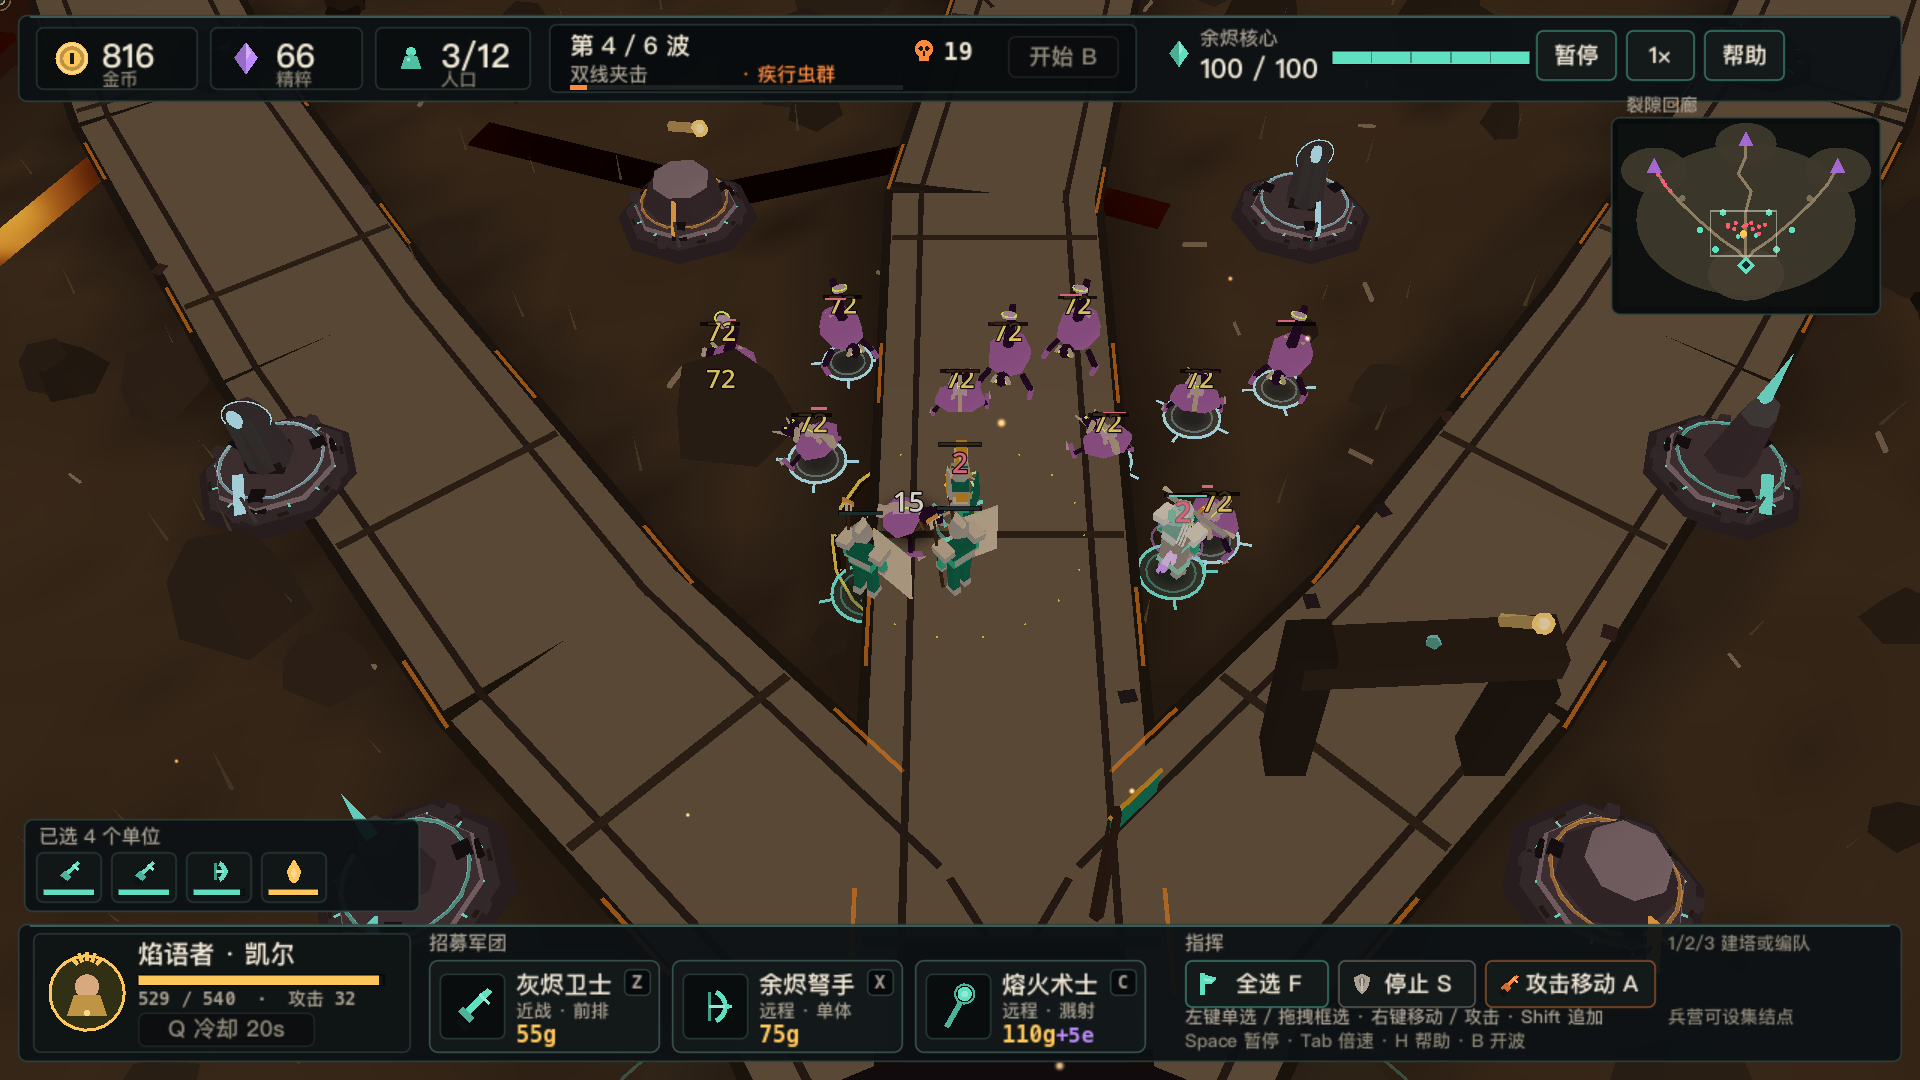 816
金币
66
精粹
3/12
人口
第 4 / 6 波
双线夹击 · 疾行虫群
19
开始 B
余烬核心
100 / 100
暂停
1×
帮助
裂隙回廊
72
72
72
72
72
72
72
72
72
72
2
15
2
72
已选 4 个单位
焰语者 · 凯尔
529 / 540 · 攻击 32
Q 冷却 20s
招募军团
灰烬卫士 Z
近战 · 前排
55g
余烬弩手 X
远程 · 单体
75g
熔火术士 C
远程 · 溅射
110g+5e
指挥
全选 F
停止 S
攻击移动 A
左键单选 / 拖拽框选 · 右键移动 / 攻击 · Shift 追加
Space 暂停 · Tab 倍速 · H 帮助 · B 开波
1/2/3 建塔或编队
兵营可设集结点